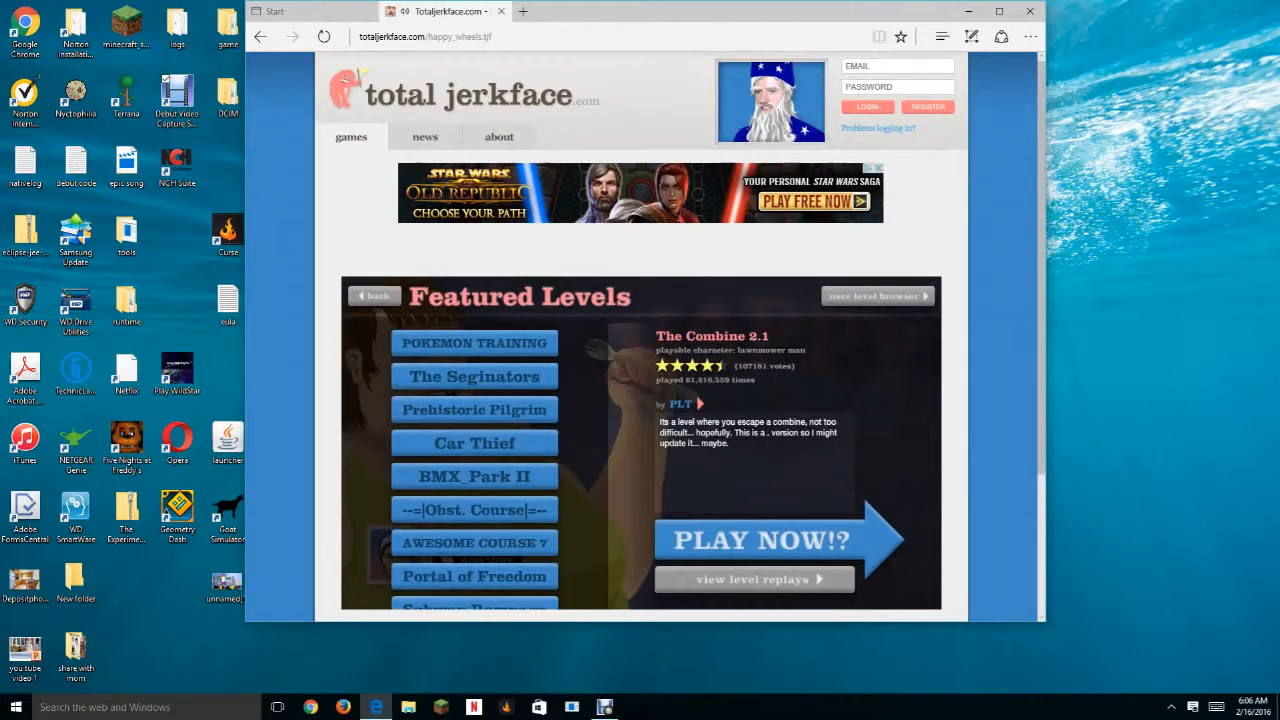 Google
Chrome
Norton
Installati...
minecraft_s...
logs
game
Norton
Intern...
Nyctophilia
Terraria
Debut Video
Capture S...
DCIM
nativelog
debut code
epic song
NCH Suite
eclipse-jee-...
Samsung
Update
tools
Curse
WD Security
WD Drive
Utilities
runtime
eula
Adobe
Acrobat ...
TechnicLa...
Netflix
Play WildStar
iTunes
NETGEAR
Genie
Five Nights at
Freddy's
Opera
launcher
Adobe
FormsCentral
WD
SmartWare
The
Experime...
Geometry
Dash
Goat
Simulator
Depositpho...
New folder
unnamed[1...
you tube
video 1
share with
mom
Start
Totaljerkface.com -
totaljerkface.com/happy_wheels.tjf
total jerkface.com
EMAIL
PASSWORD
LOGIN
REGISTER
Problems logging in?
games
news
about
STAR WARS
THE
OLD REPUBLIC
CHOOSE YOUR PATH
YOUR PERSONAL STAR WARS SAGA
PLAY FREE NOW
back
Featured Levels
user level browser
POKEMON TRAINING
The Seginators
Prehistoric Pilgrim
Car Thief
BMX_Park II
--=|Obst. Course|=--
AWESOME COURSE 7
Portal of Freedom
The Combine 2.1
playable character: lawnmower man
(107181 votes)
played 61,216,559 times
by PLT
Its a level where you escape a combine, not too
difficult... hopefully. This is a . version so I might
update it... maybe.
PLAY NOW!?
view level replays
Search the web and Windows
6:06 AM
2/16/2016